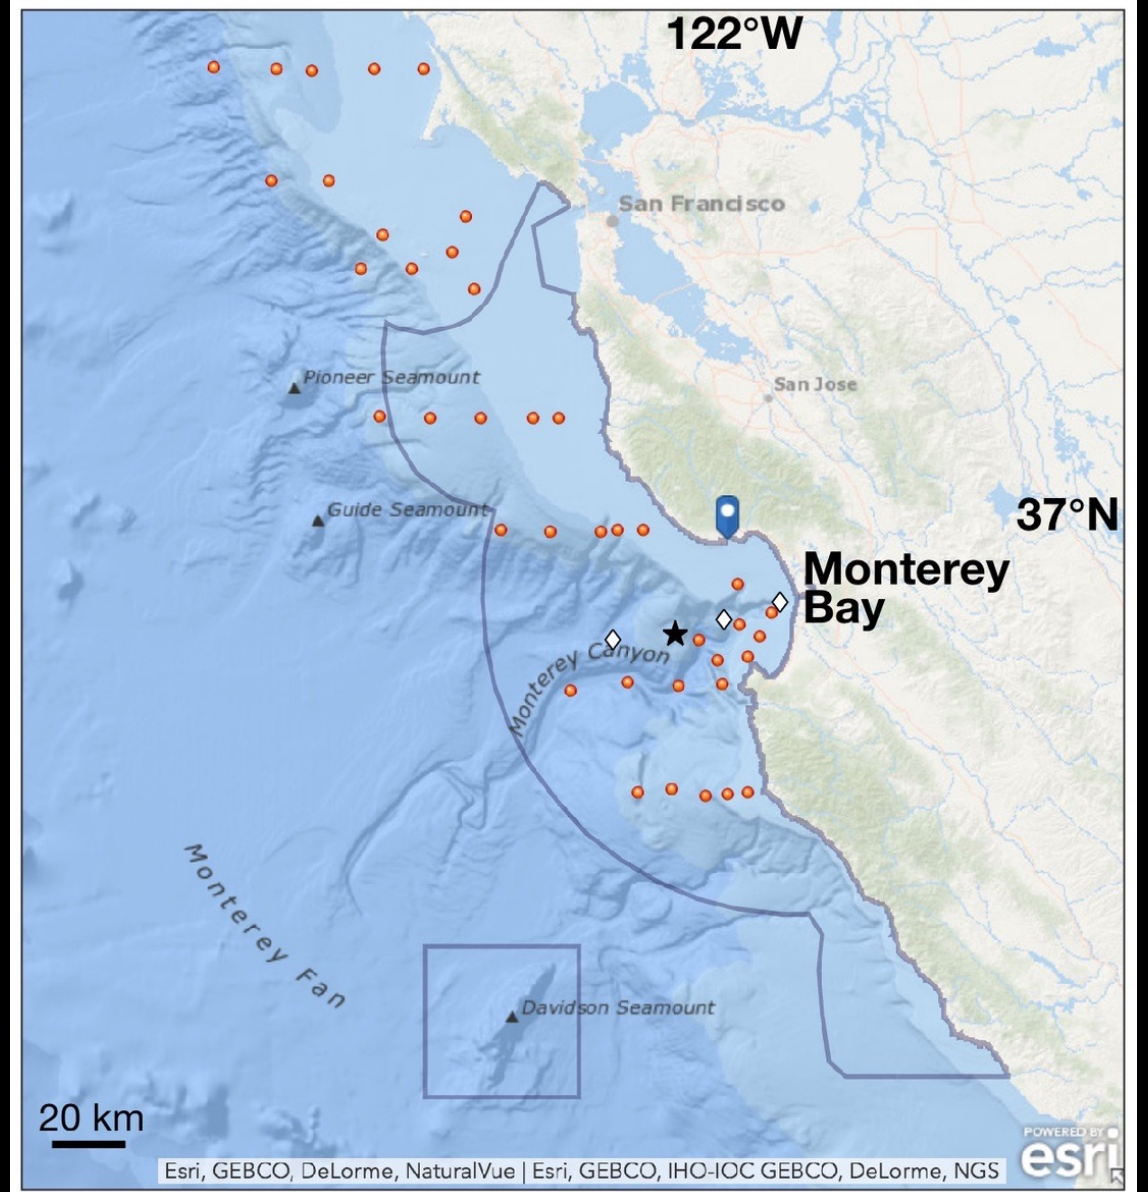 122°W
San Francisco
Pioneer Seamount
San Jose
Guide Seamount
37°N
Monterey
Bay
Monterey Canyon
Monterey Fan
Davidson Seamount
20 km
POWERED BY
esri
Esri, GEBCO, DeLorme, NaturalVue | Esri, GEBCO, IHO-IOC GEBCO, DeLorme, NGS